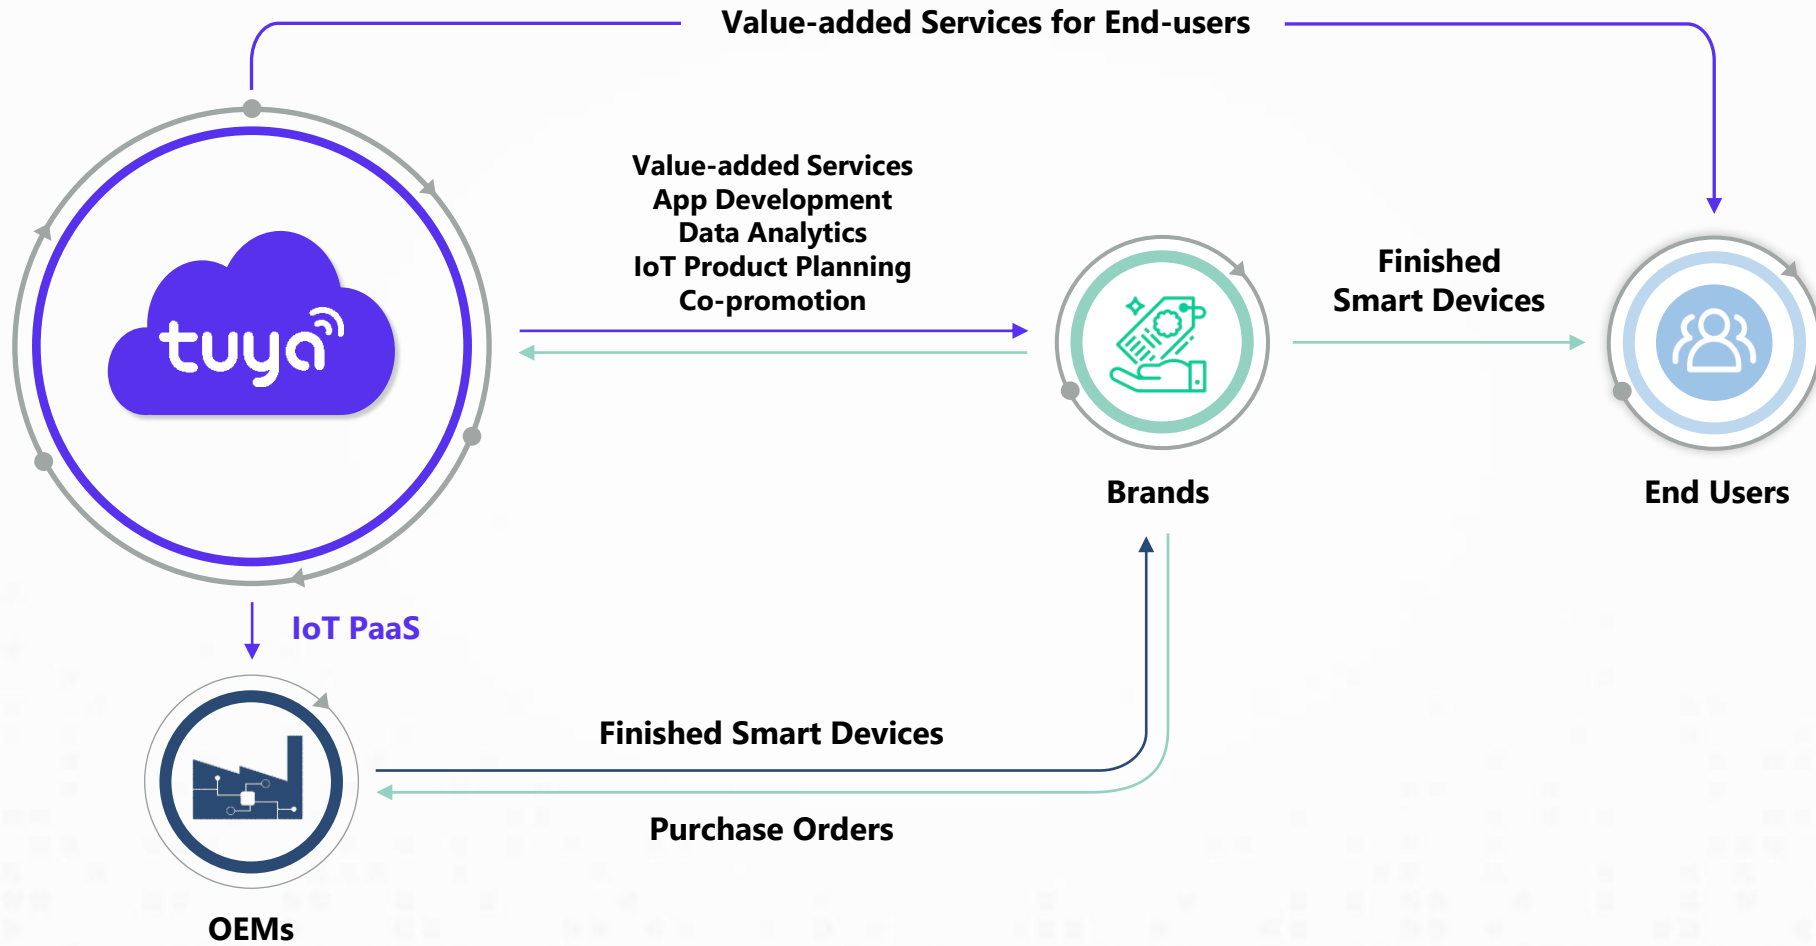 Value-added Services for End-users
Value-added Services
App Development
Data Analytics
IoT Product Planning
Co-promotion
tuya
Finished
Smart Devices
Brands
End Users
IoT PaaS
Finished Smart Devices
Purchase Orders
OEMs